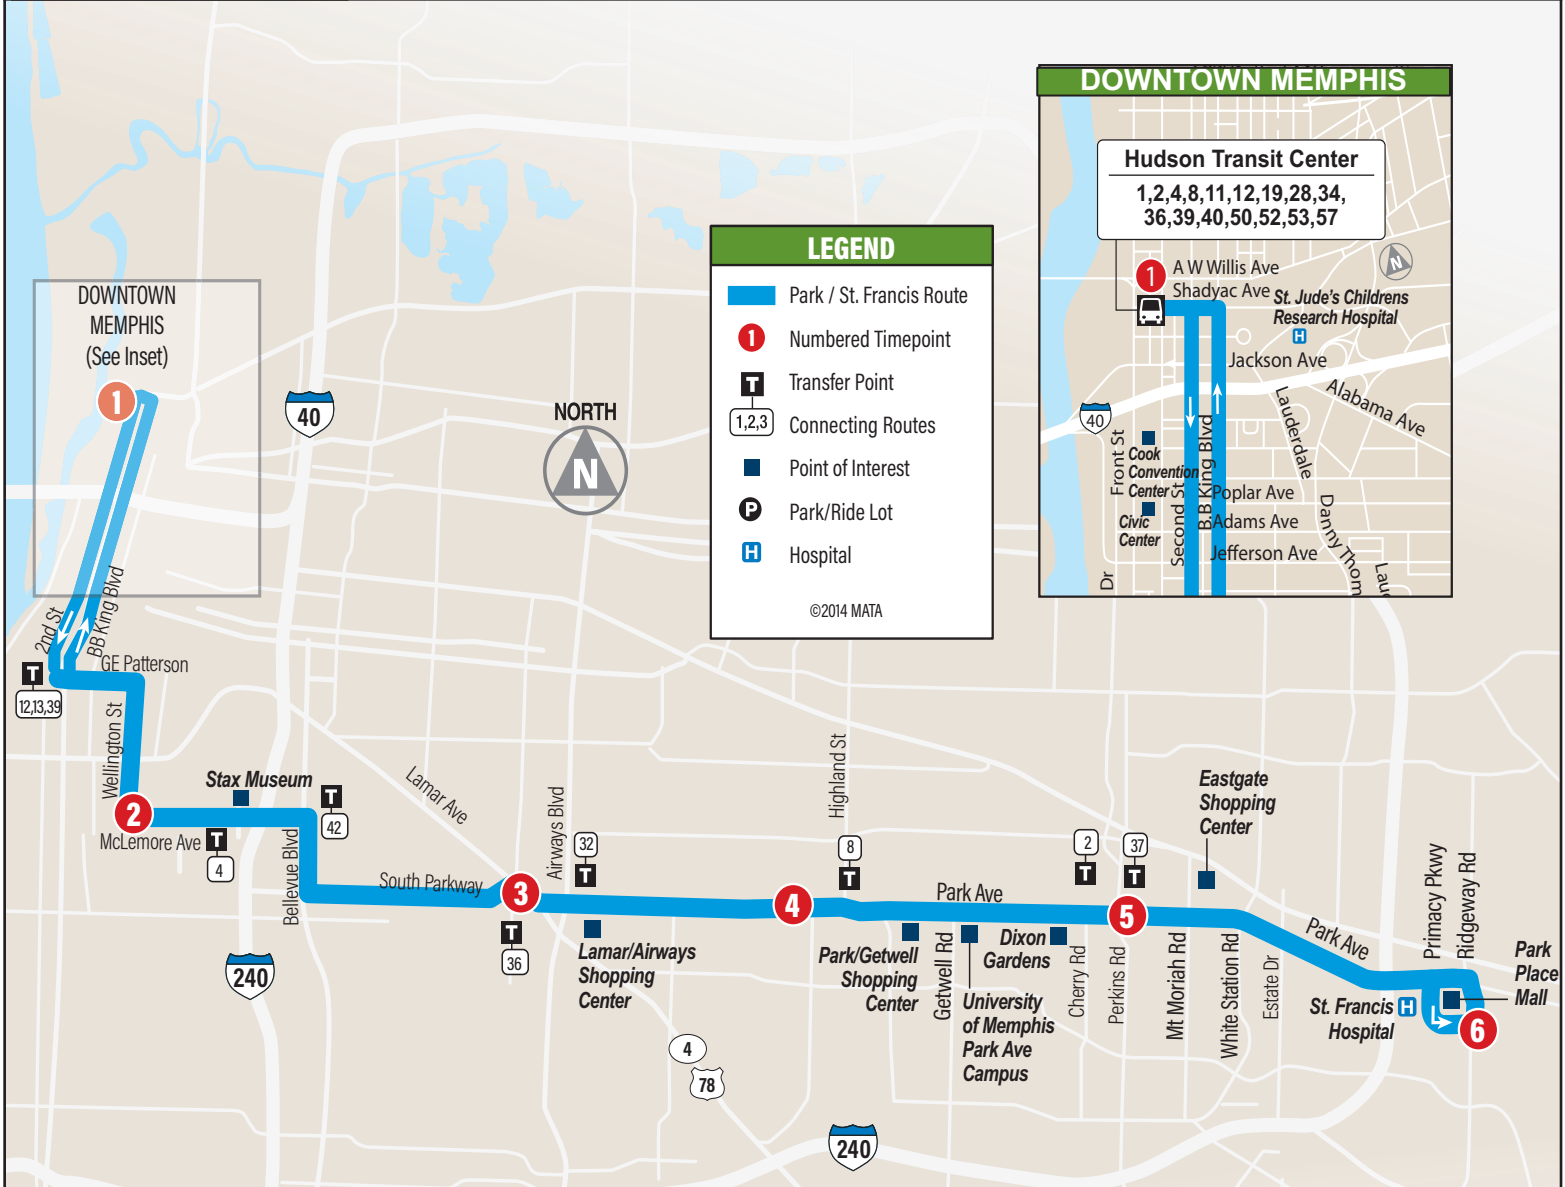 DOWNTOWN
MEMPHIS
(See Inset)
1
40
NORTH
N
LEGEND
Park / St. Francis Route
1 Numbered Timepoint
T Transfer Point
1,2,3 Connecting Routes
Point of Interest
P Park/Ride Lot
H Hospital
©2014 MATA
DOWNTOWN MEMPHIS
Hudson Transit Center
1,2,4,8,11,12,19,28,34,
36,39,40,50,52,53,57
N
1
A W Willis Ave
Shadyac Ave
St. Jude's Childrens
Research Hospital
H
Jackson Ave
Alabama Ave
Lauderdale
40
Front St
Cook
Convention
Center
Civic
Center
Second St
B.B King Blvd
Poplar Ave
Adams Ave
Jefferson Ave
Danny Thom
Laud
Dr
2nd St
BB King Blvd
GE Patterson
T
12,13,39
Wellington St
2
Stax Museum
McLemore Ave
T
4
T
42
Bellevue Blvd
240
Lamar Ave
South Parkway
3
T
36
Airways Blvd
32
T
Lamar/Airways
Shopping
Center
4
78
4
Highland St
8
T
Park Ave
Park/Getwell
Shopping
Center
Getwell Rd
University
of Memphis
Park Ave
Campus
Dixon
Gardens
2
T
37
T
5
Cherry Rd
Perkins Rd
Mt Moriah Rd
White Station Rd
Estate Dr
Eastgate
Shopping
Center
Park Ave
Primacy Pkwy
Ridgeway Rd
Park
Place
Mall
St. Francis
Hospital
H
6
240